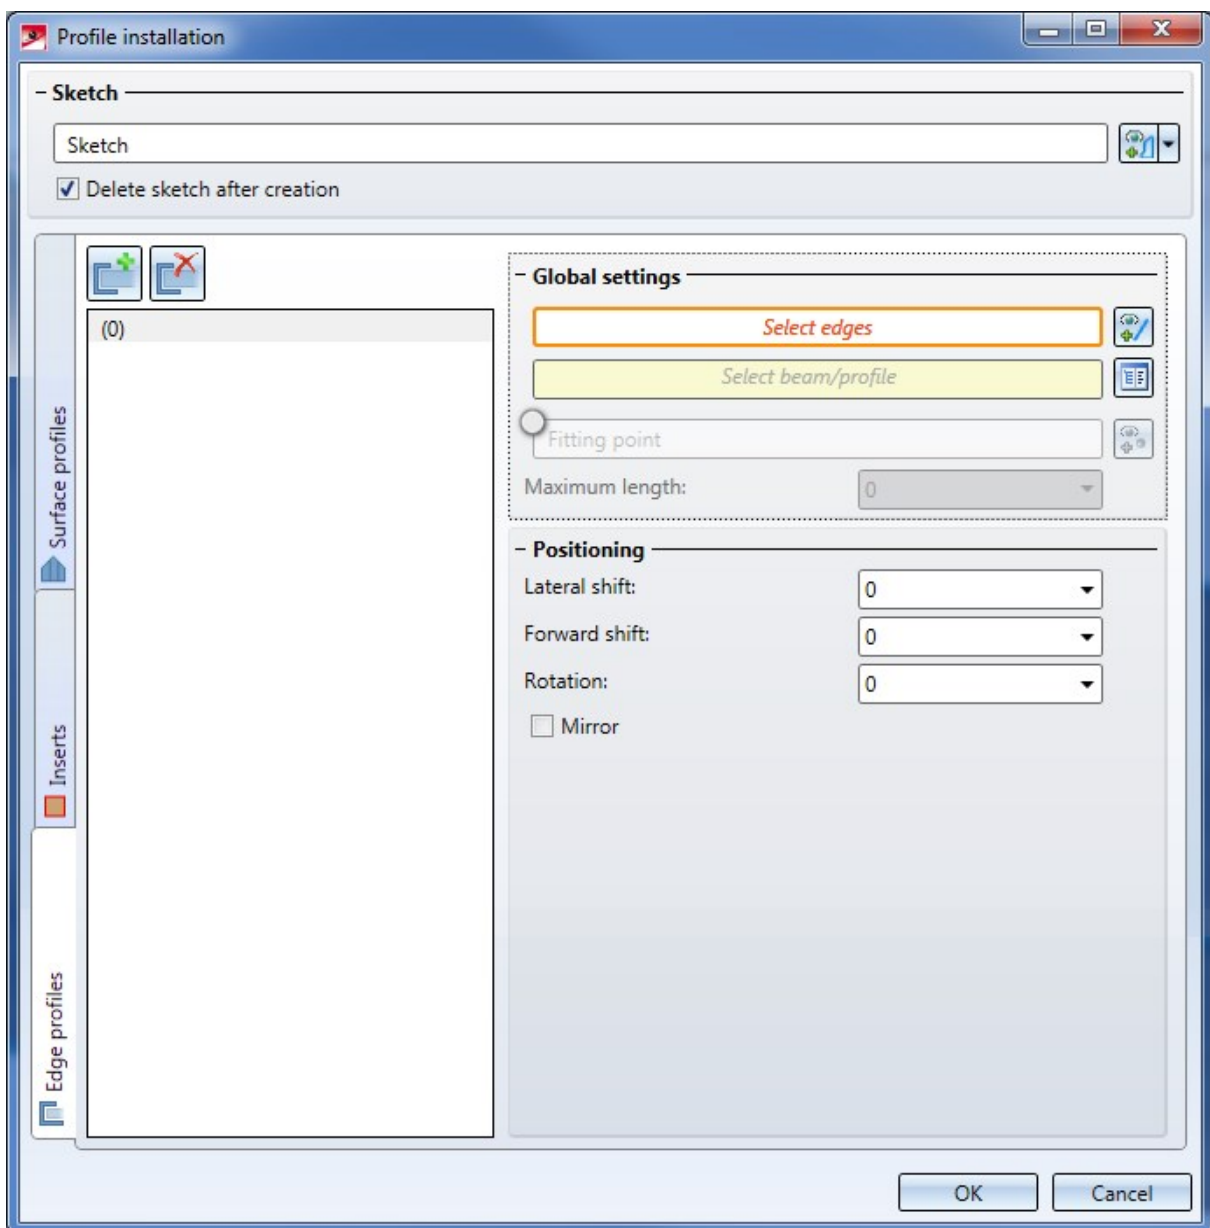 Profile installation
Sketch
Sketch
Delete sketch after creation
(0)
Global settings
Select edges
Select beam/profile
Fitting point
Maximum length: 0
Positioning
Lateral shift: 0
Forward shift: 0
Rotation: 0
Mirror
Surface profiles
Inserts
Edge profiles
OK Cancel